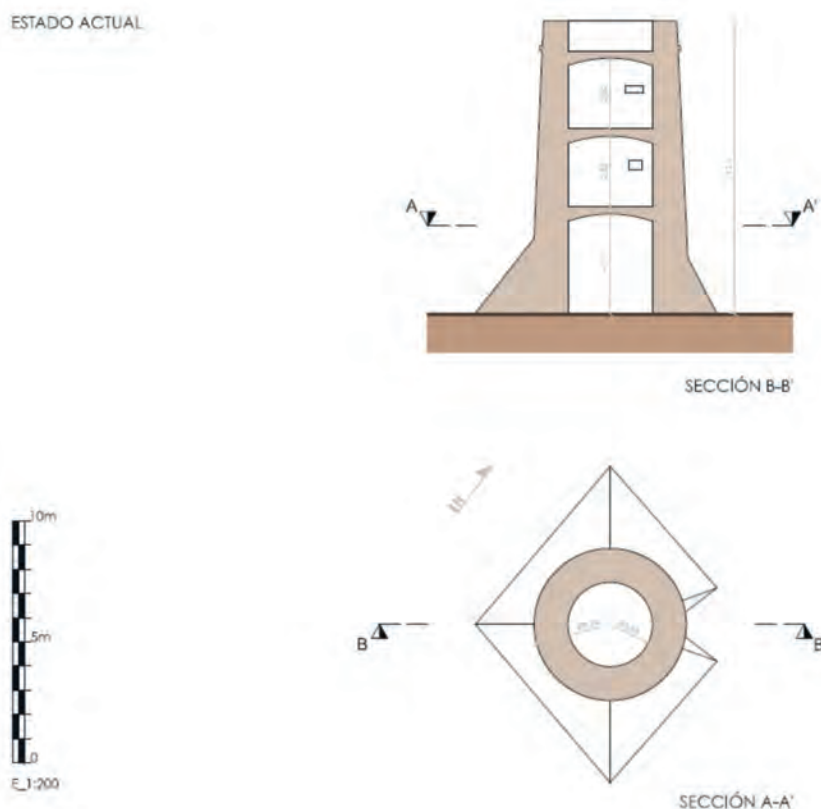 ESTADO ACTUAL
A
A'
SECCIÓN B-B'
N
10m
5m
0
B
B
E_1:200
SECCIÓN A-A'